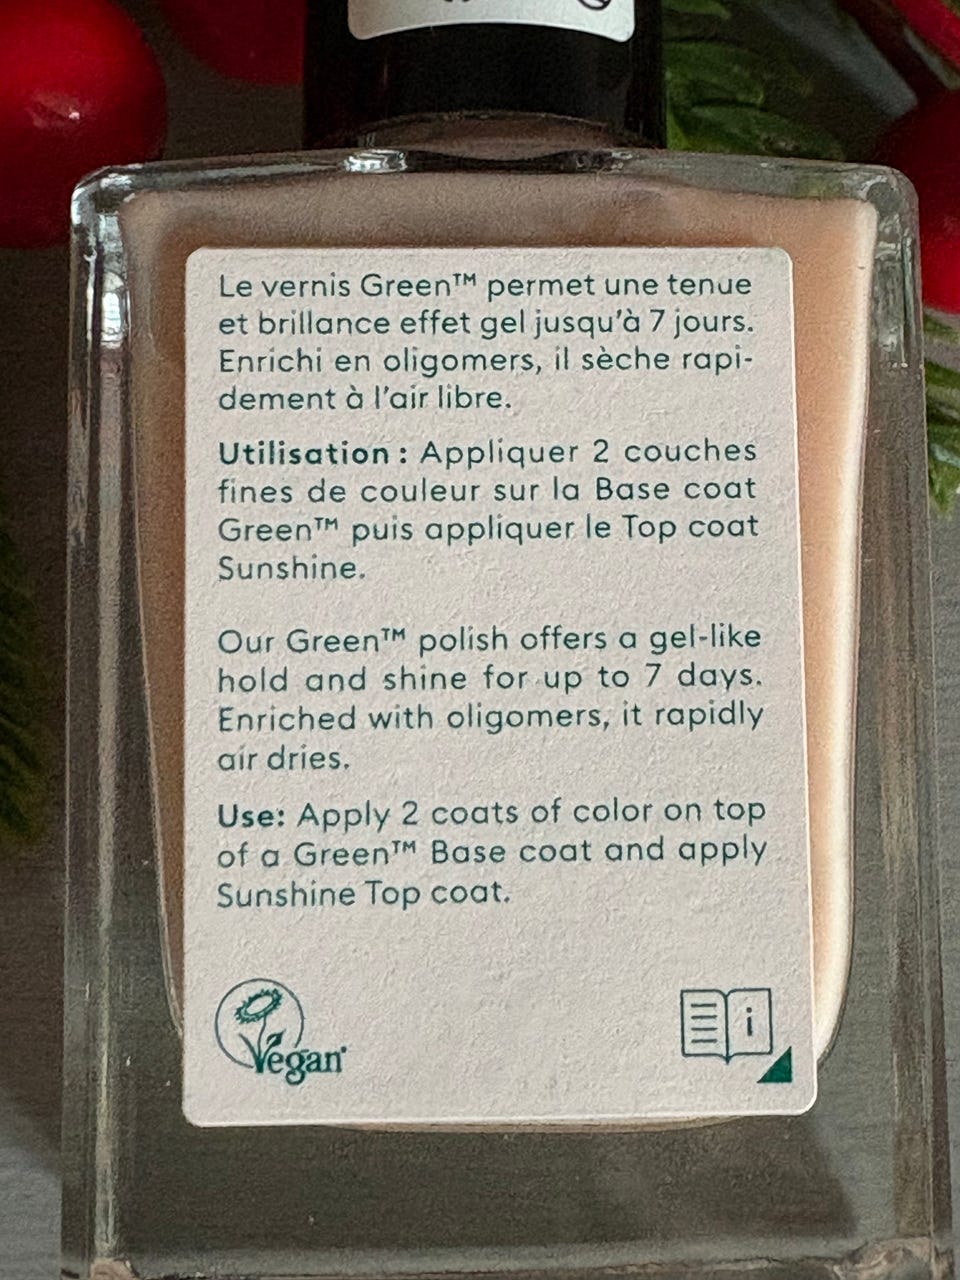 Le vernis Green™ permet une tenue
et brillance effet gel jusqu'à 7 jours.
Enrichi en oligomers, il sèche rapi-
dement à l'air libre.
Utilisation : Appliquer 2 couches
fines de couleur sur la Base coat
Green™ puis appliquer le Top coat
Sunshine.
Our Green™ polish offers a gel-like
hold and shine for up to 7 days.
Enriched with oligomers, it rapidly
air dries.
Use: Apply 2 coats of color on top
of a Green™ Base coat and apply
Sunshine Top coat.
Vegan
i